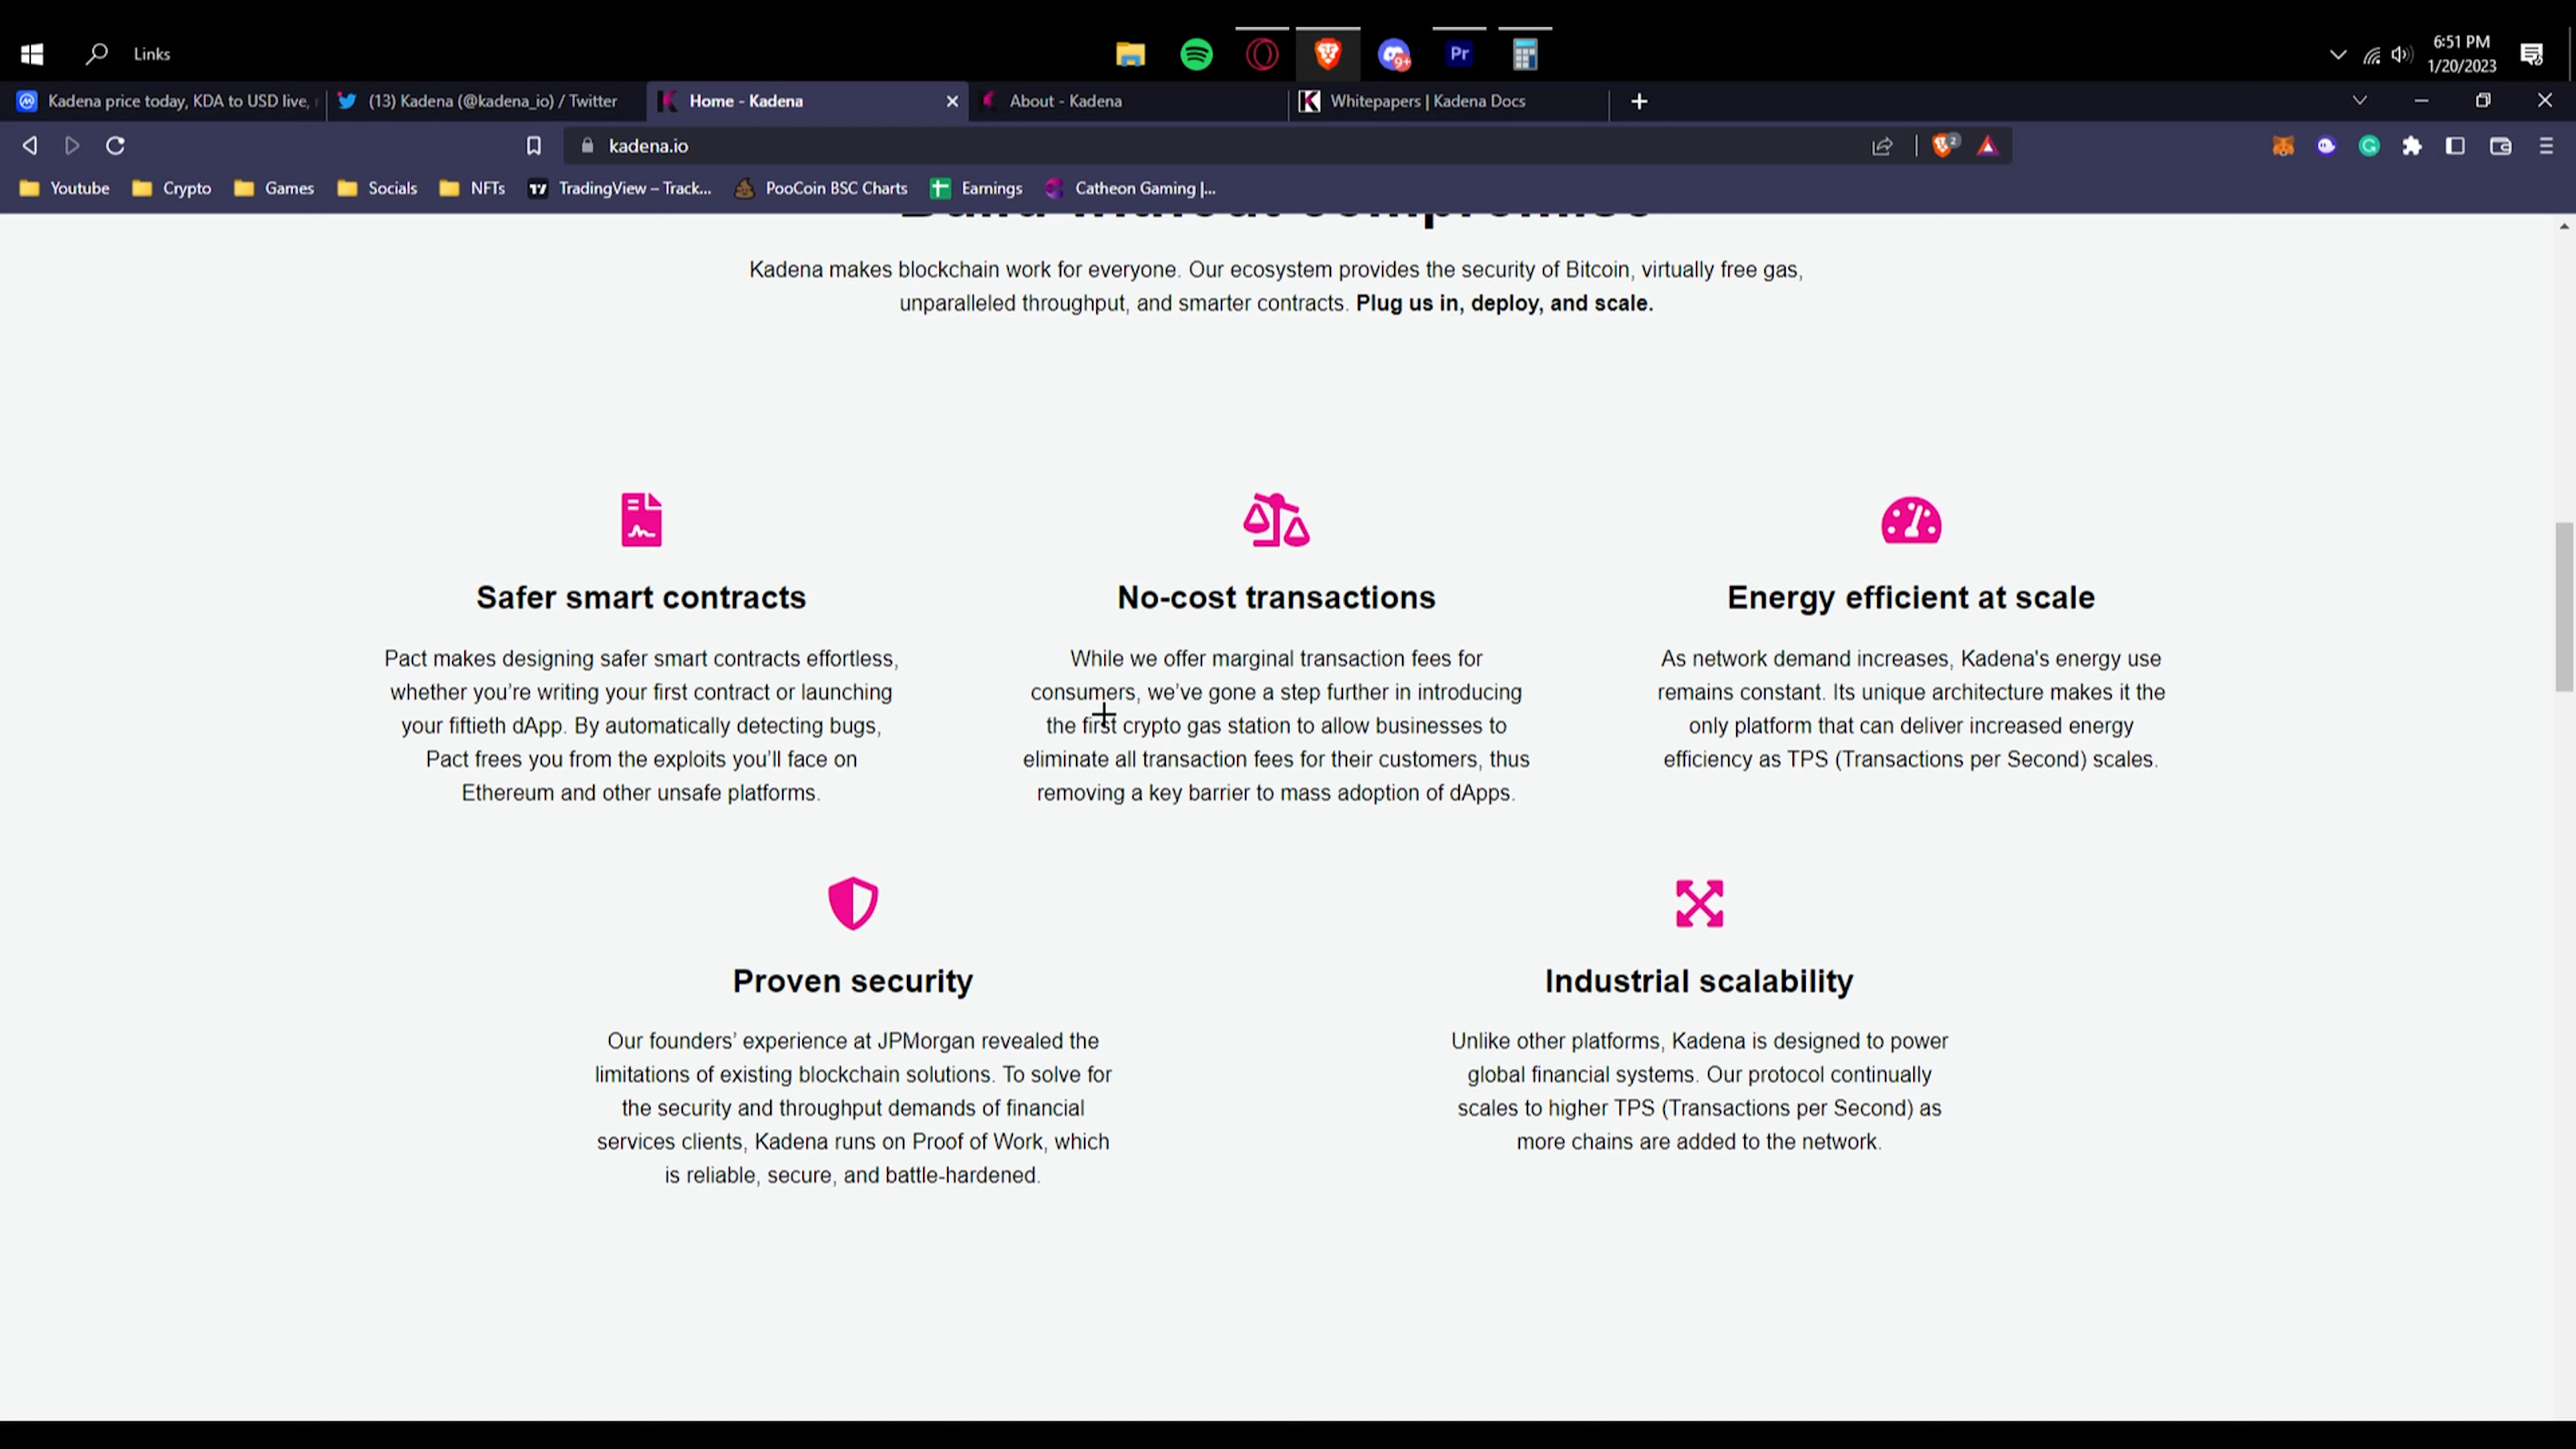 Links
9+
Pr
6:51 PM
1/20/2023
Kadena price today, KDA to USD live,
(13) Kadena (@kadena_io) / Twitter
Home - Kadena
About - Kadena
Whitepapers | Kadena Docs
kadena.io
2
Youtube
Crypto
Games
Socials
NFTs
TradingView – Track...
PooCoin BSC Charts
Earnings
Catheon Gaming |...
Build without compromise
Kadena makes blockchain work for everyone. Our ecosystem provides the security of Bitcoin, virtually free gas,
unparalleled throughput, and smarter contracts. Plug us in, deploy, and scale.
Safer smart contracts
Pact makes designing safer smart contracts effortless,
whether you’re writing your first contract or launching
your fiftieth dApp. By automatically detecting bugs,
Pact frees you from the exploits you’ll face on
Ethereum and other unsafe platforms.
No-cost transactions
While we offer marginal transaction fees for
consumers, we’ve gone a step further in introducing
the first crypto gas station to allow businesses to
eliminate all transaction fees for their customers, thus
removing a key barrier to mass adoption of dApps.
Energy efficient at scale
As network demand increases, Kadena's energy use
remains constant. Its unique architecture makes it the
only platform that can deliver increased energy
efficiency as TPS (Transactions per Second) scales.
Proven security
Our founders’ experience at JPMorgan revealed the
limitations of existing blockchain solutions. To solve for
the security and throughput demands of financial
services clients, Kadena runs on Proof of Work, which
is reliable, secure, and battle-hardened.
Industrial scalability
Unlike other platforms, Kadena is designed to power
global financial systems. Our protocol continually
scales to higher TPS (Transactions per Second) as
more chains are added to the network.